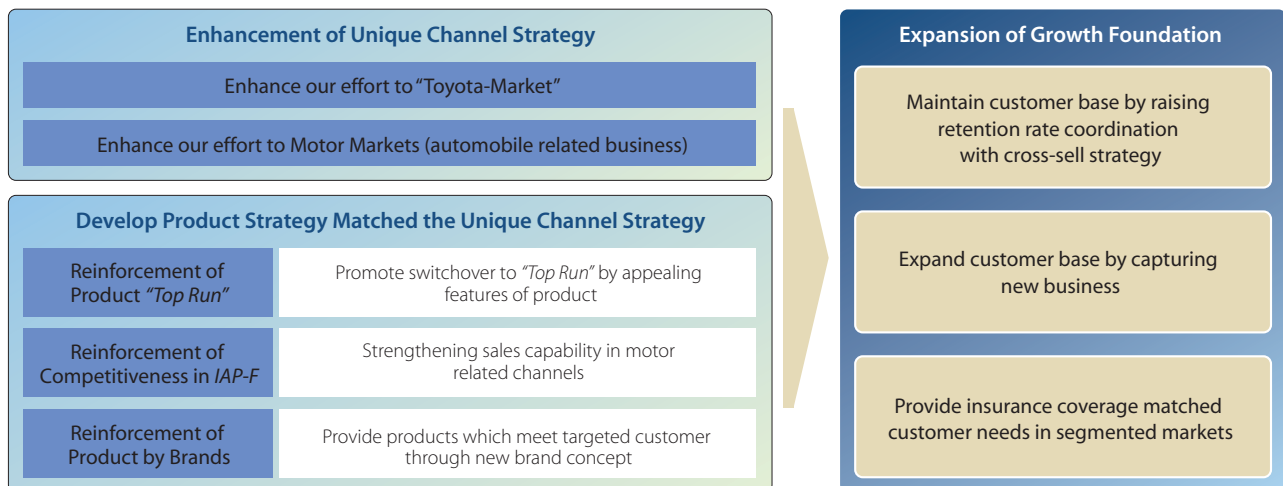 Enhancement of Unique Channel Strategy
Enhance our effort to “Toyota-Market”
Enhance our effort to Motor Markets (automobile related business)
Develop Product Strategy Matched the Unique Channel Strategy
Reinforcement of
Product “Top Run”
Promote switchover to “Top Run” by appealing
features of product
Reinforcement of
Competitiveness in IAP-F
Strengthening sales capability in motor
related channels
Reinforcement of
Product by Brands
Provide products which meet targeted customer
through new brand concept
Expansion of Growth Foundation
Maintain customer base by raising
retention rate coordination
with cross-sell strategy
Expand customer base by capturing
new business
Provide insurance coverage matched
customer needs in segmented markets